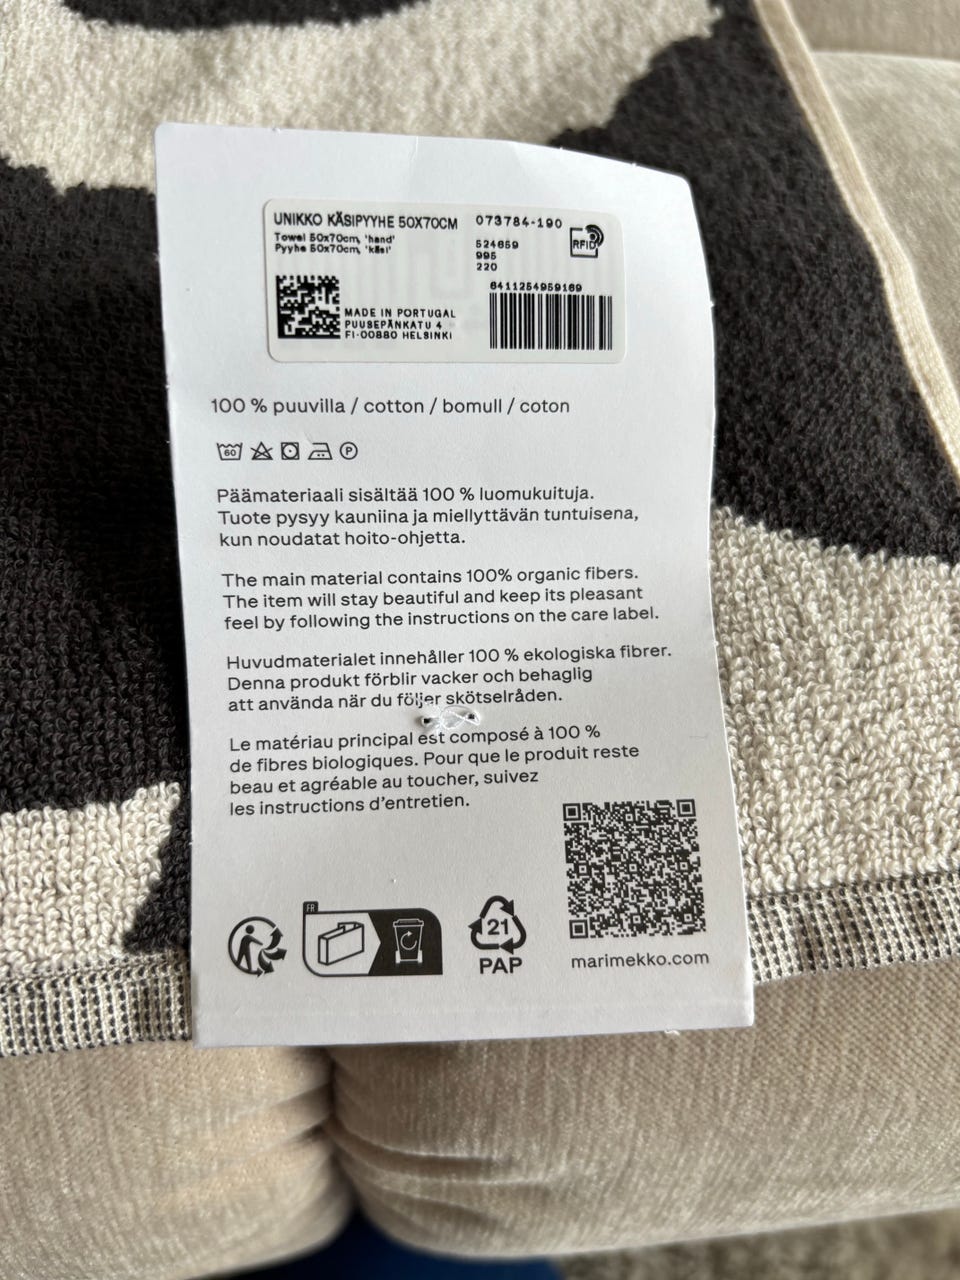 UNIKKO KÄSIPYYHE 50X70CM
Towel 50x70cm, 'hand'
Pyyhe 50x70cm, 'käsi'
073784-190
524659
995
220
RFID
MADE IN PORTUGAL
PUUSEPÄNKATU 4
FI-00880 HELSINKI
6411254959169
100 % puuvilla / cotton / bomull / coton
60
P
Päämateriaali sisältää 100 % luomukuituja.
Tuote pysyy kauniina ja miellyttävän tuntuisena,
kun noudatat hoito-ohjetta.
The main material contains 100% organic fibers.
The item will stay beautiful and keep its pleasant
feel by following the instructions on the care label.
Huvudmaterialet innehåller 100 % ekologiska fibrer.
Denna produkt förblir vacker och behaglig
att använda när du följer skötselråden.
Le matériau principal est composé à 100 %
de fibres biologiques. Pour que le produit reste
beau et agréable au toucher, suivez
les instructions d'entretien.
FR
21
PAP
marimekko.com